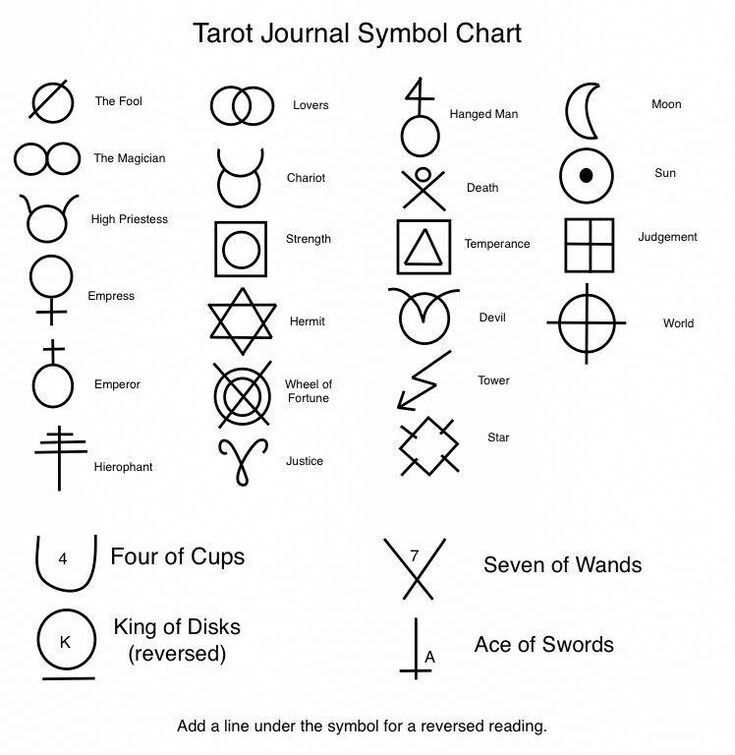 Tarot Journal Symbol Chart
The Fool
The Magician
High Priestess
Empress
Emperor
Hierophant
Lovers
Chariot
Strength
Hermit
Wheel of
Fortune
Justice
Hanged Man
Death
Temperance
Devil
Tower
Star
Moon
Sun
Judgement
World
4
Four of Cups
K
King of Disks
(reversed)
7
Seven of Wands
A
Ace of Swords
Add a line under the symbol for a reversed reading.